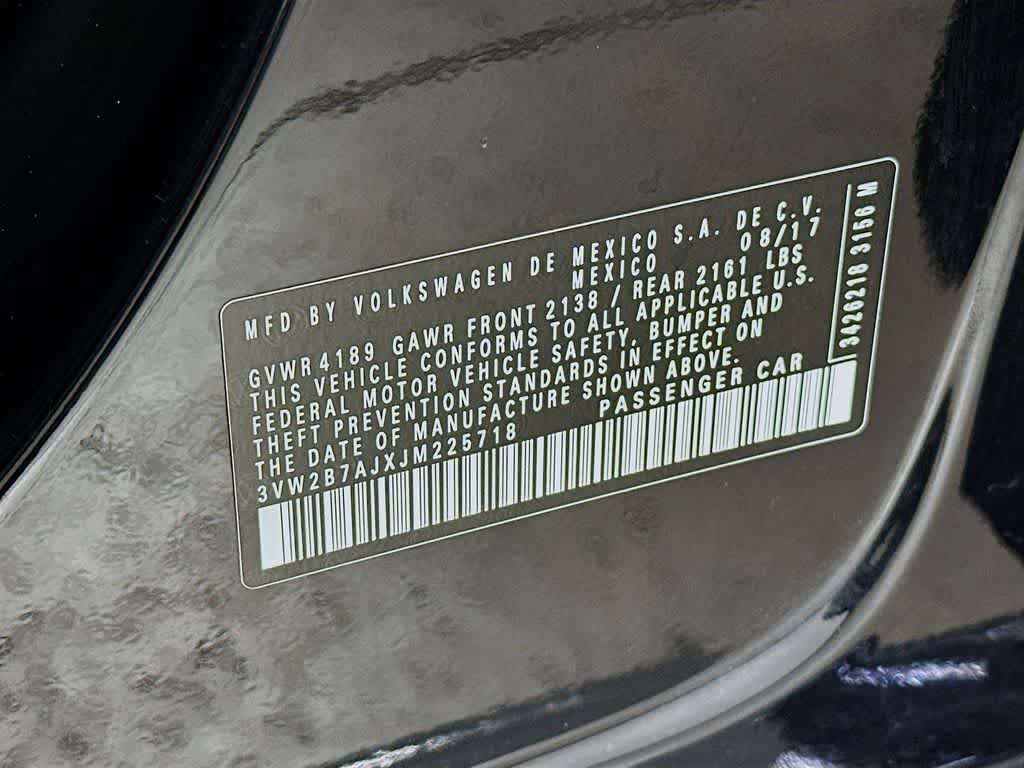 MFD BY VOLKSWAGEN DE MEXICO S.A. DE C.V.
MEXICO 08/17
GVWR 4189 GAWR FRONT 2138 / REAR 2161 LBS
THIS VEHICLE CONFORMS TO ALL APPLICABLE U.S.
FEDERAL MOTOR VEHICLE SAFETY, BUMPER AND
THEFT PREVENTION STANDARDS IN EFFECT ON
THE DATE OF MANUFACTURE SHOWN ABOVE.
3VW2B7AJXJM225718 PASSENGER CAR
3426218 3156 M